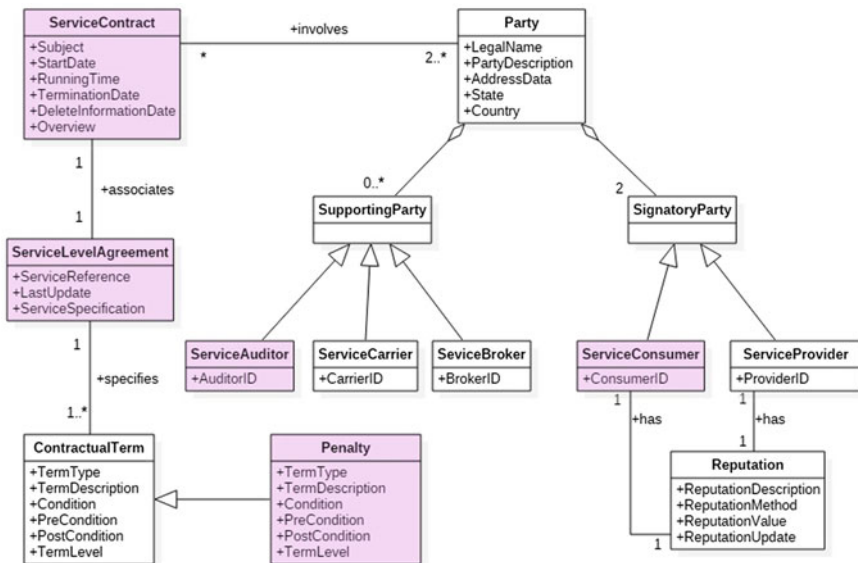 ServiceContract
+Subject
+StartDate
+RunningTime
+TerminationDate
+DeleteInformationDate
+Overview
+involves
*
2..*
Party
+LegalName
+PartyDescription
+AddressData
+State
+Country
1
+associates
1
0..*
2
SupportingParty
SignatoryParty
ServiceLevelAgreement
+ServiceReference
+LastUpdate
+ServiceSpecification
1
+specifies
1..*
ServiceAuditor
+AuditorID
ServiceCarrier
+CarrierID
SeviceBroker
+BrokerID
ServiceConsumer
+ConsumerID
ServiceProvider
+ProviderID
1
+has
1
1
+has
1
ContractualTerm
+TermType
+TermDescription
+Condition
+PreCondition
+PostCondition
+TermLevel
Penalty
+TermType
+TermDescription
+Condition
+PreCondition
+PostCondition
+TermLevel
Reputation
+ReputationDescription
+ReputationMethod
+ReputationValue
+ReputationUpdate